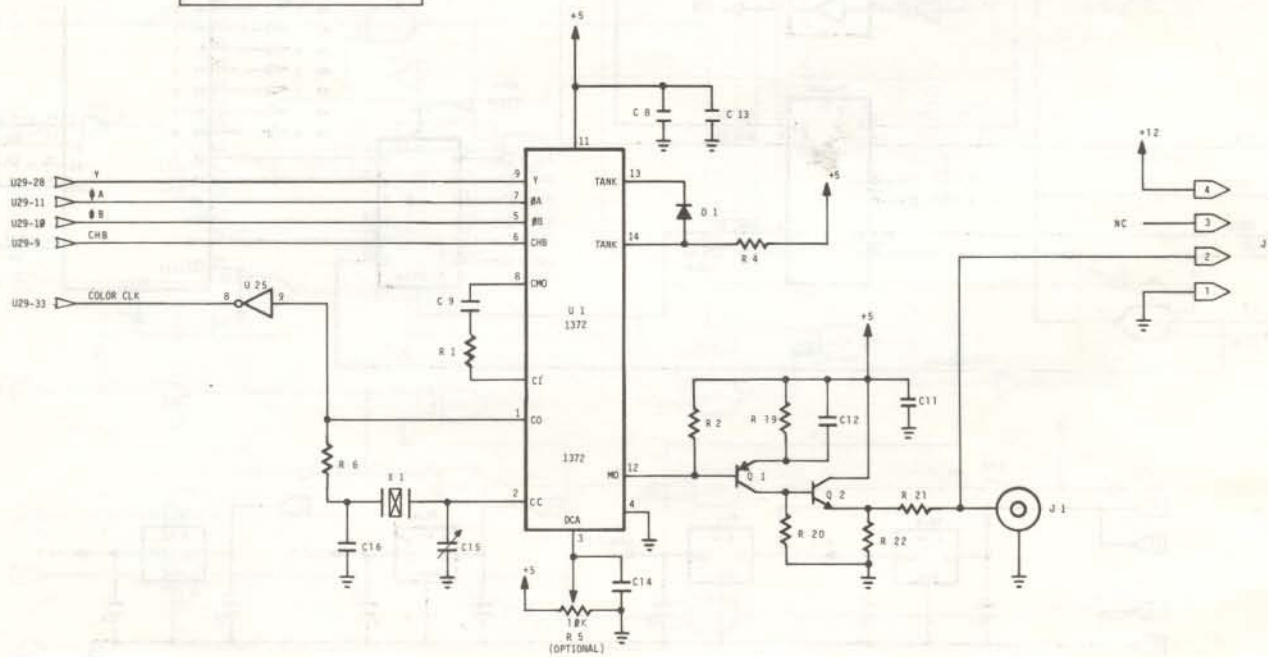 +5
C 8
C 13
11
+12
U29-28
Y
9
Y
TANK
13
+5
4
U29-11
ɸ A
7
ØA
D 1
U29-10
ɸ B
5
ØB
NC
3
U29-9
CHB
6
CHB
TANK
14
J
2
R 4
8
CMO
1
U29-33
COLOR CLK
8
U 25
9
C 9
U 1
1372
+5
R 1
CI
R 2
R 19
C12
C11
1
CO
R 6
1372
X 1
MO
12
Q 1
Q 2
R 21
J 1
2
CC
4
DCA
R 20
R 22
C16
C15
3
+5
C14
10K
R 5
(OPTIONAL)